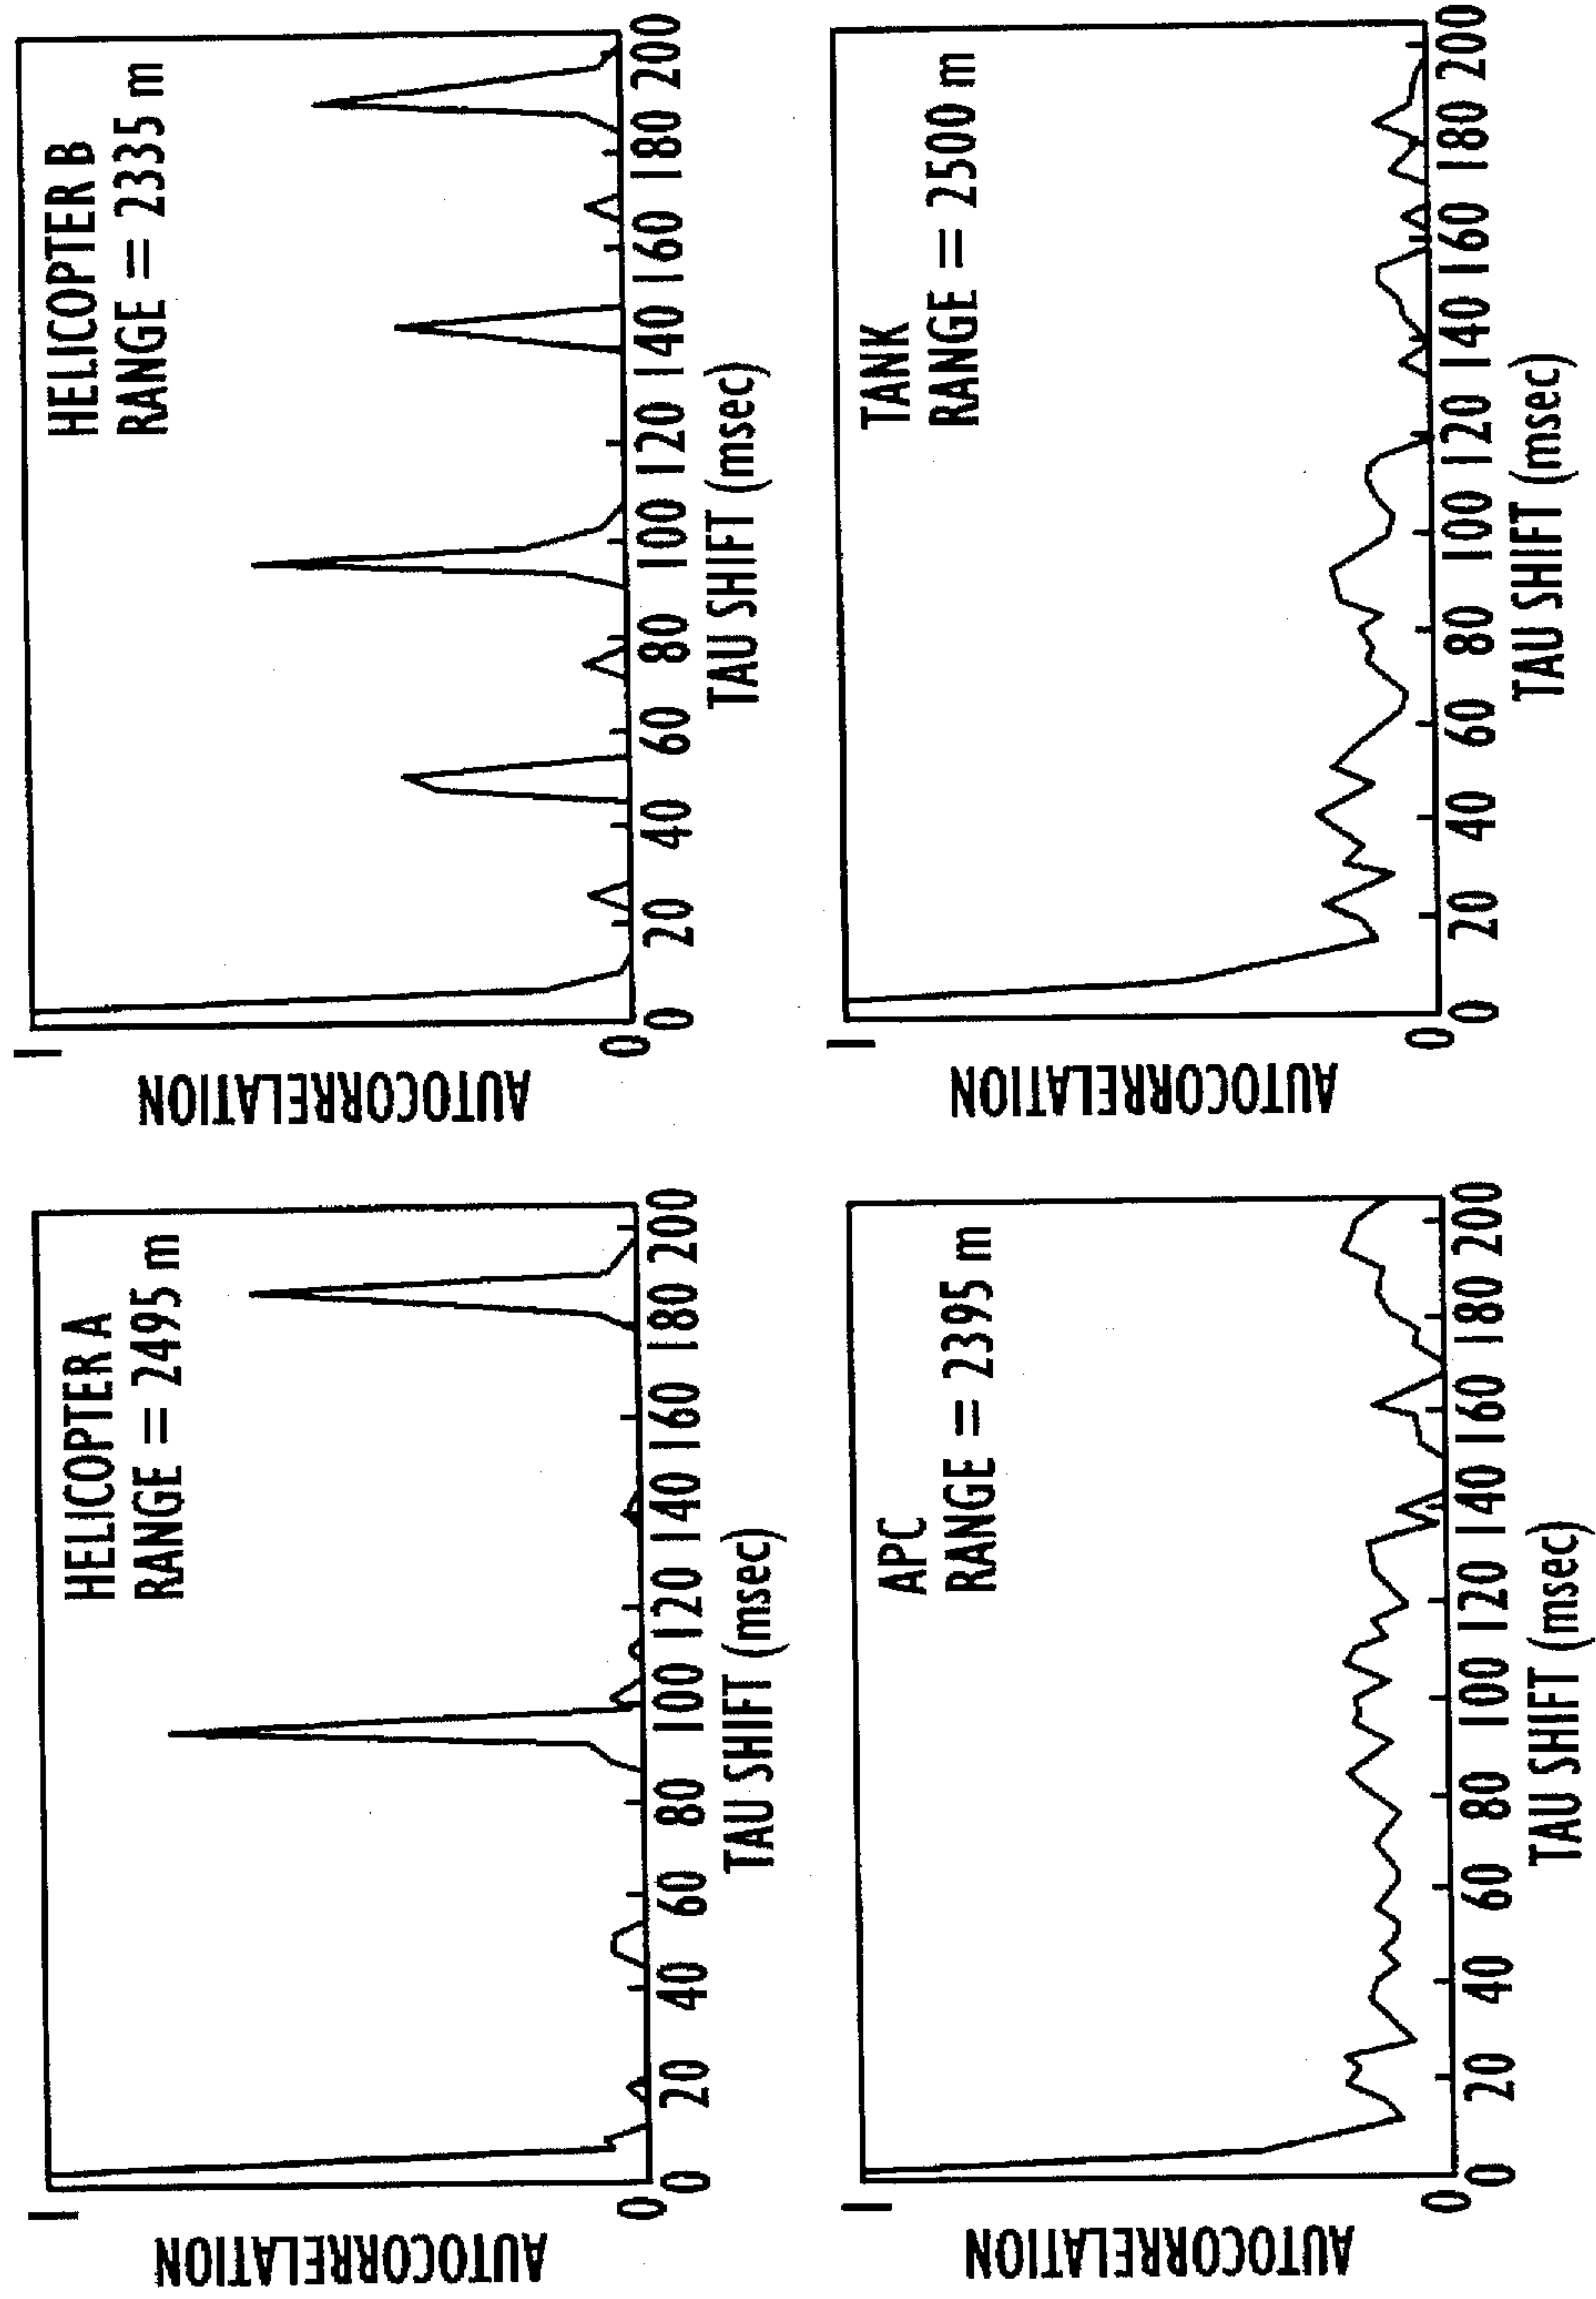 HELICOPTER A
RANGE = 2495 m
1
0
AUTOCORRELATION
0 20 40 60 80 100 120 140 160 180 200
TAU SHIFT (msec)
HELICOPTER B
RANGE = 2335 m
1
0
AUTOCORRELATION
0 20 40 60 80 100 120 140 160 180 200
TAU SHIFT (msec)
APC
RANGE = 2395 m
1
0
AUTOCORRELATION
0 20 40 60 80 100 120 140 160 180 200
TAU SHIFT (msec)
TANK
RANGE = 2500 m
1
0
AUTOCORRELATION
0 20 40 60 80 100 120 140 160 180 200
TAU SHIFT (msec)